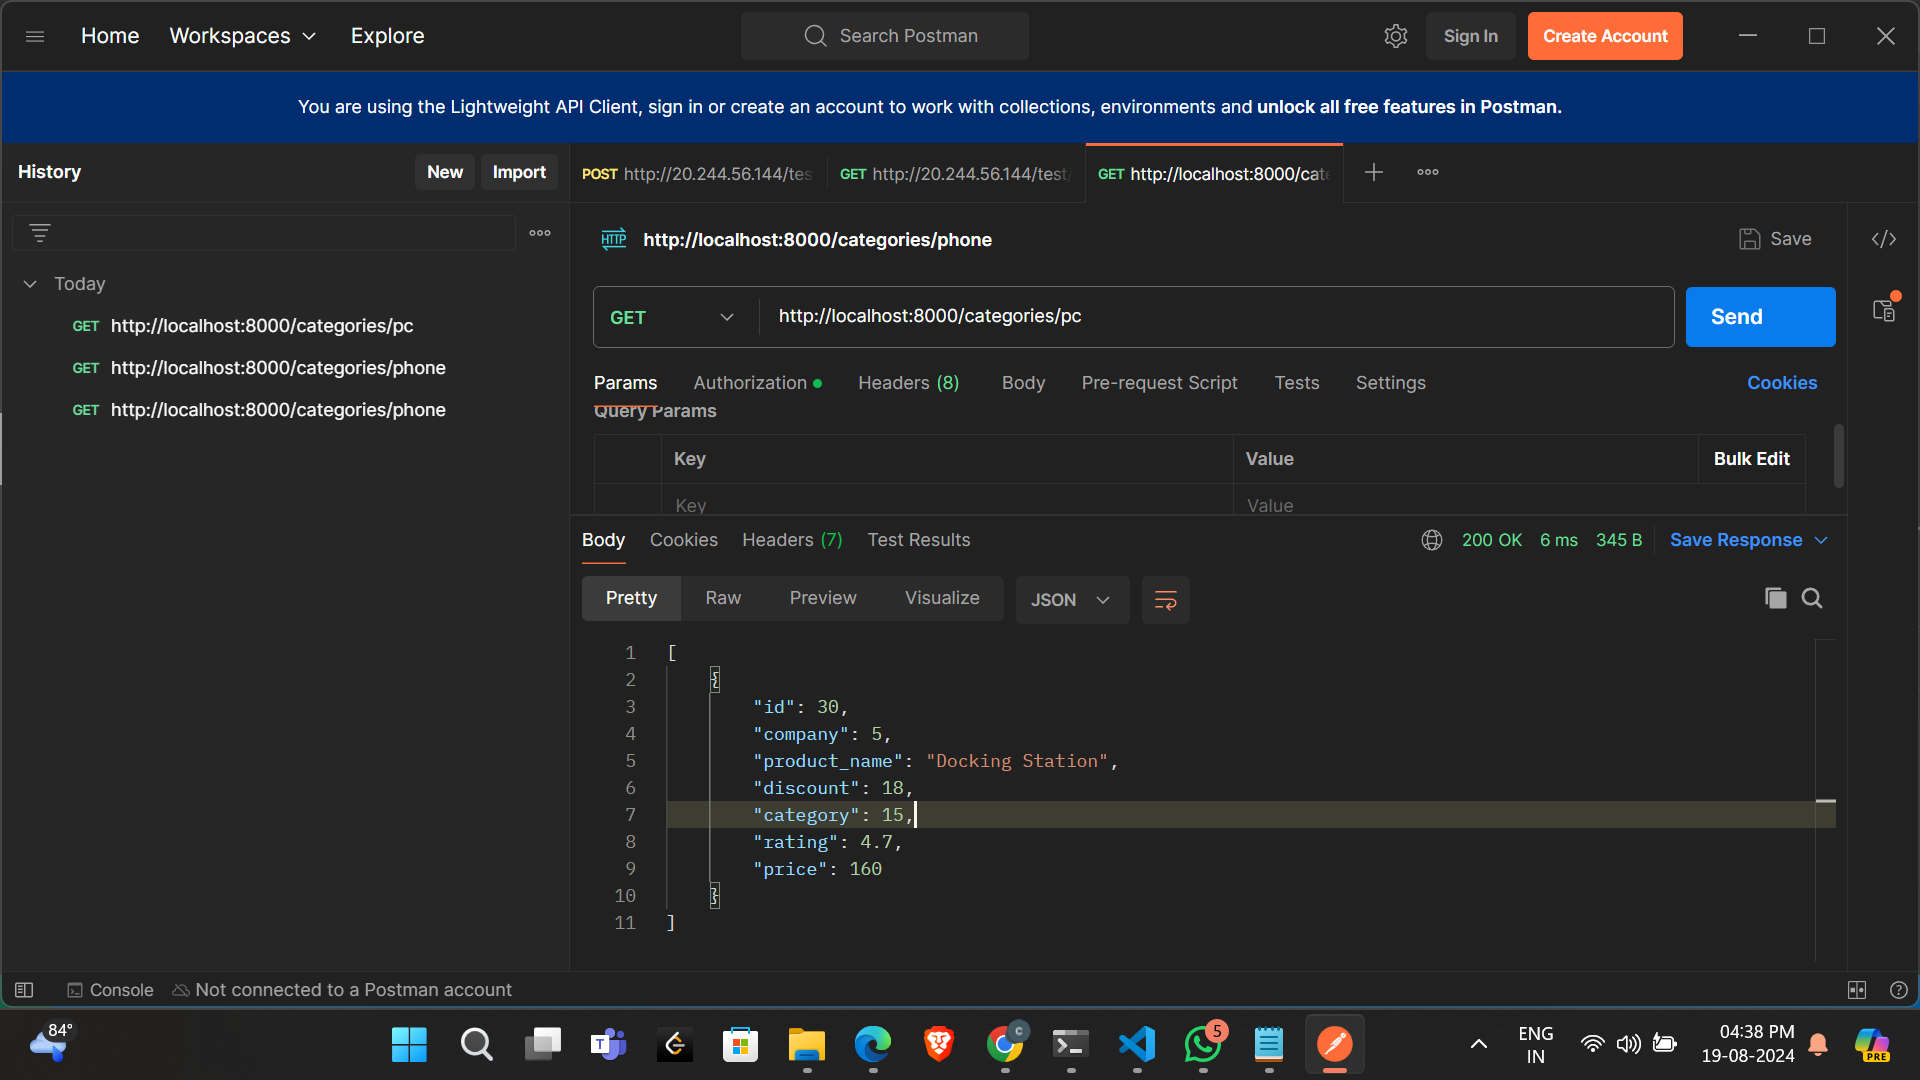 Home Workspaces Explore Search Postman Sign In Create Account
You are using the Lightweight API Client, sign in or create an account to work with collections, environments and unlock all free features in Postman.
History New Import
POST http://20.244.56.144/tes GET http://20.244.56.144/test/ GET http://localhost:8000/cate
HTTP http://localhost:8000/categories/phone Save
Today
GET http://localhost:8000/categories/pc
GET http://localhost:8000/categories/phone
GET http://localhost:8000/categories/phone
GET http://localhost:8000/categories/pc Send
Params Authorization Headers (8) Body Pre-request Script Tests Settings Cookies
Query Params
Key Value Bulk Edit
Key Value
Body Cookies Headers (7) Test Results 200 OK 6 ms 345 B Save Response
Pretty Raw Preview Visualize JSON
1 [
2 {
3 "id": 30,
4 "company": 5,
5 "product_name": "Docking Station",
6 "discount": 18,
7 "category": 15,
8 "rating": 4.7,
9 "price": 160
10 }
11 ]
Console Not connected to a Postman account
84°
T
C
5
ENG
IN
04:38 PM
19-08-2024
PRE